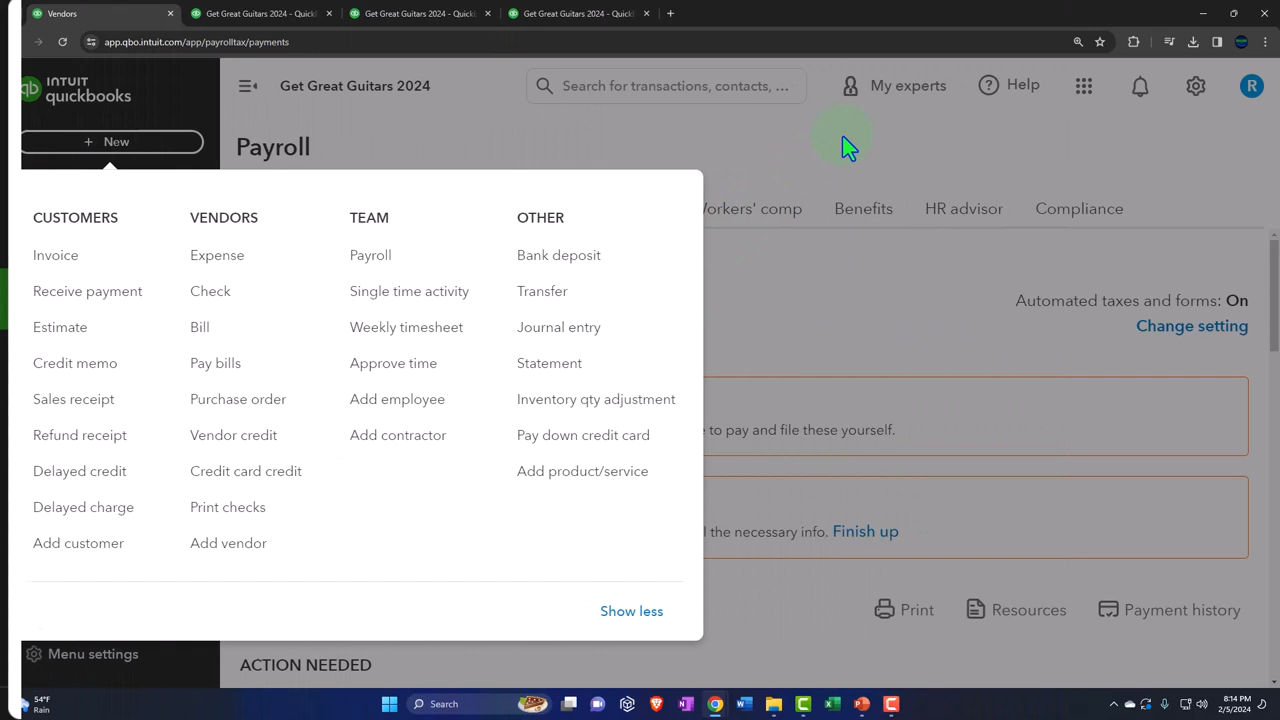 Vendors
Get Great Guitars 2024 - Quickl
Get Great Guitars 2024 - Quickl
Get Great Guitars 2024 - Quickl
app.qbo.intuit.com/app/payrolltax/payments
INTUIT
quickbooks
qb
Get Great Guitars 2024
Search for transactions, contacts, ...
My experts
Help
R
+ New
Payroll
Workers' comp
Benefits
HR advisor
Compliance
CUSTOMERS
Invoice
Receive payment
Estimate
Credit memo
Sales receipt
Refund receipt
Delayed credit
Delayed charge
Add customer
VENDORS
Expense
Check
Bill
Pay bills
Purchase order
Vendor credit
Credit card credit
Print checks
Add vendor
TEAM
Payroll
Single time activity
Weekly timesheet
Approve time
Add employee
Add contractor
OTHER
Bank deposit
Transfer
Journal entry
Statement
Inventory qty adjustment
Pay down credit card
Add product/service
Show less
Automated taxes and forms: On
Change setting
e to pay and file these yourself.
d the necessary info. Finish up
Print
Resources
Payment history
Menu settings
ACTION NEEDED
54°F
Rain
Search
8:14 PM
2/5/2024